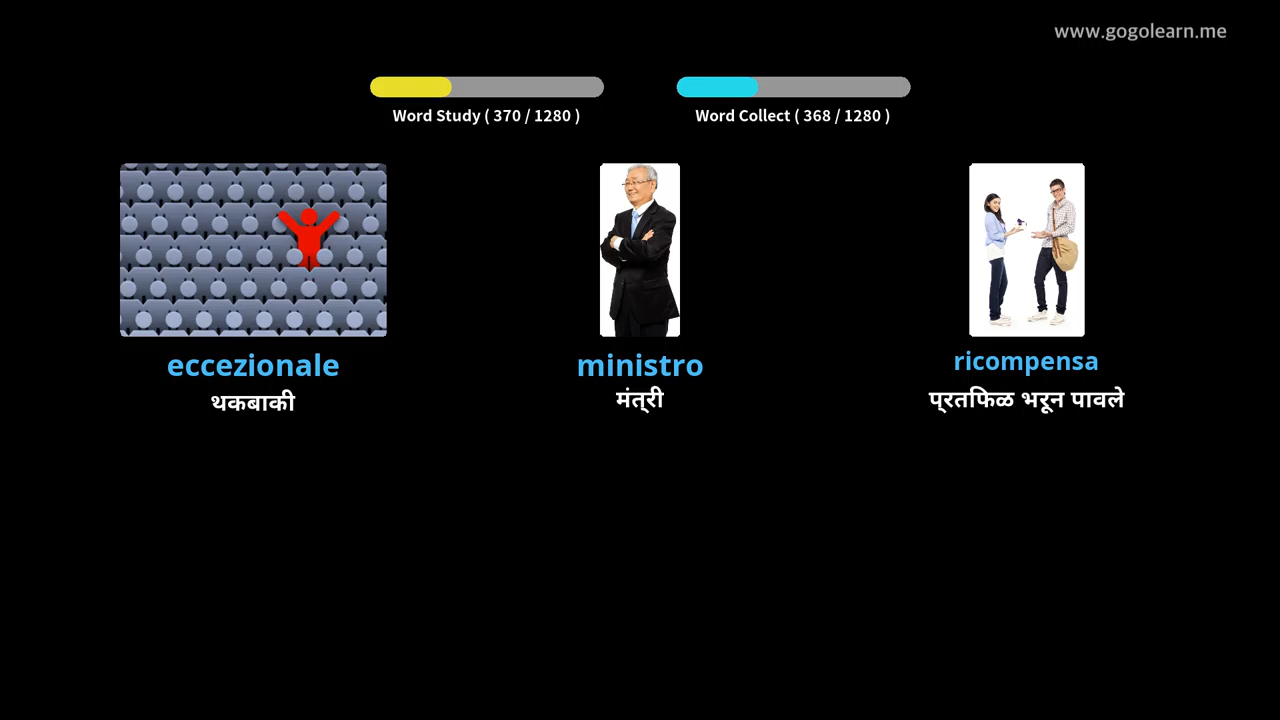 www.gogolearn.me
Word Study ( 370 / 1280 )
Word Collect ( 368 / 1280 )
eccezionale
ministro
ricompensa
थकबाकी
मंत्री
प्रतफिळ भरून पावले